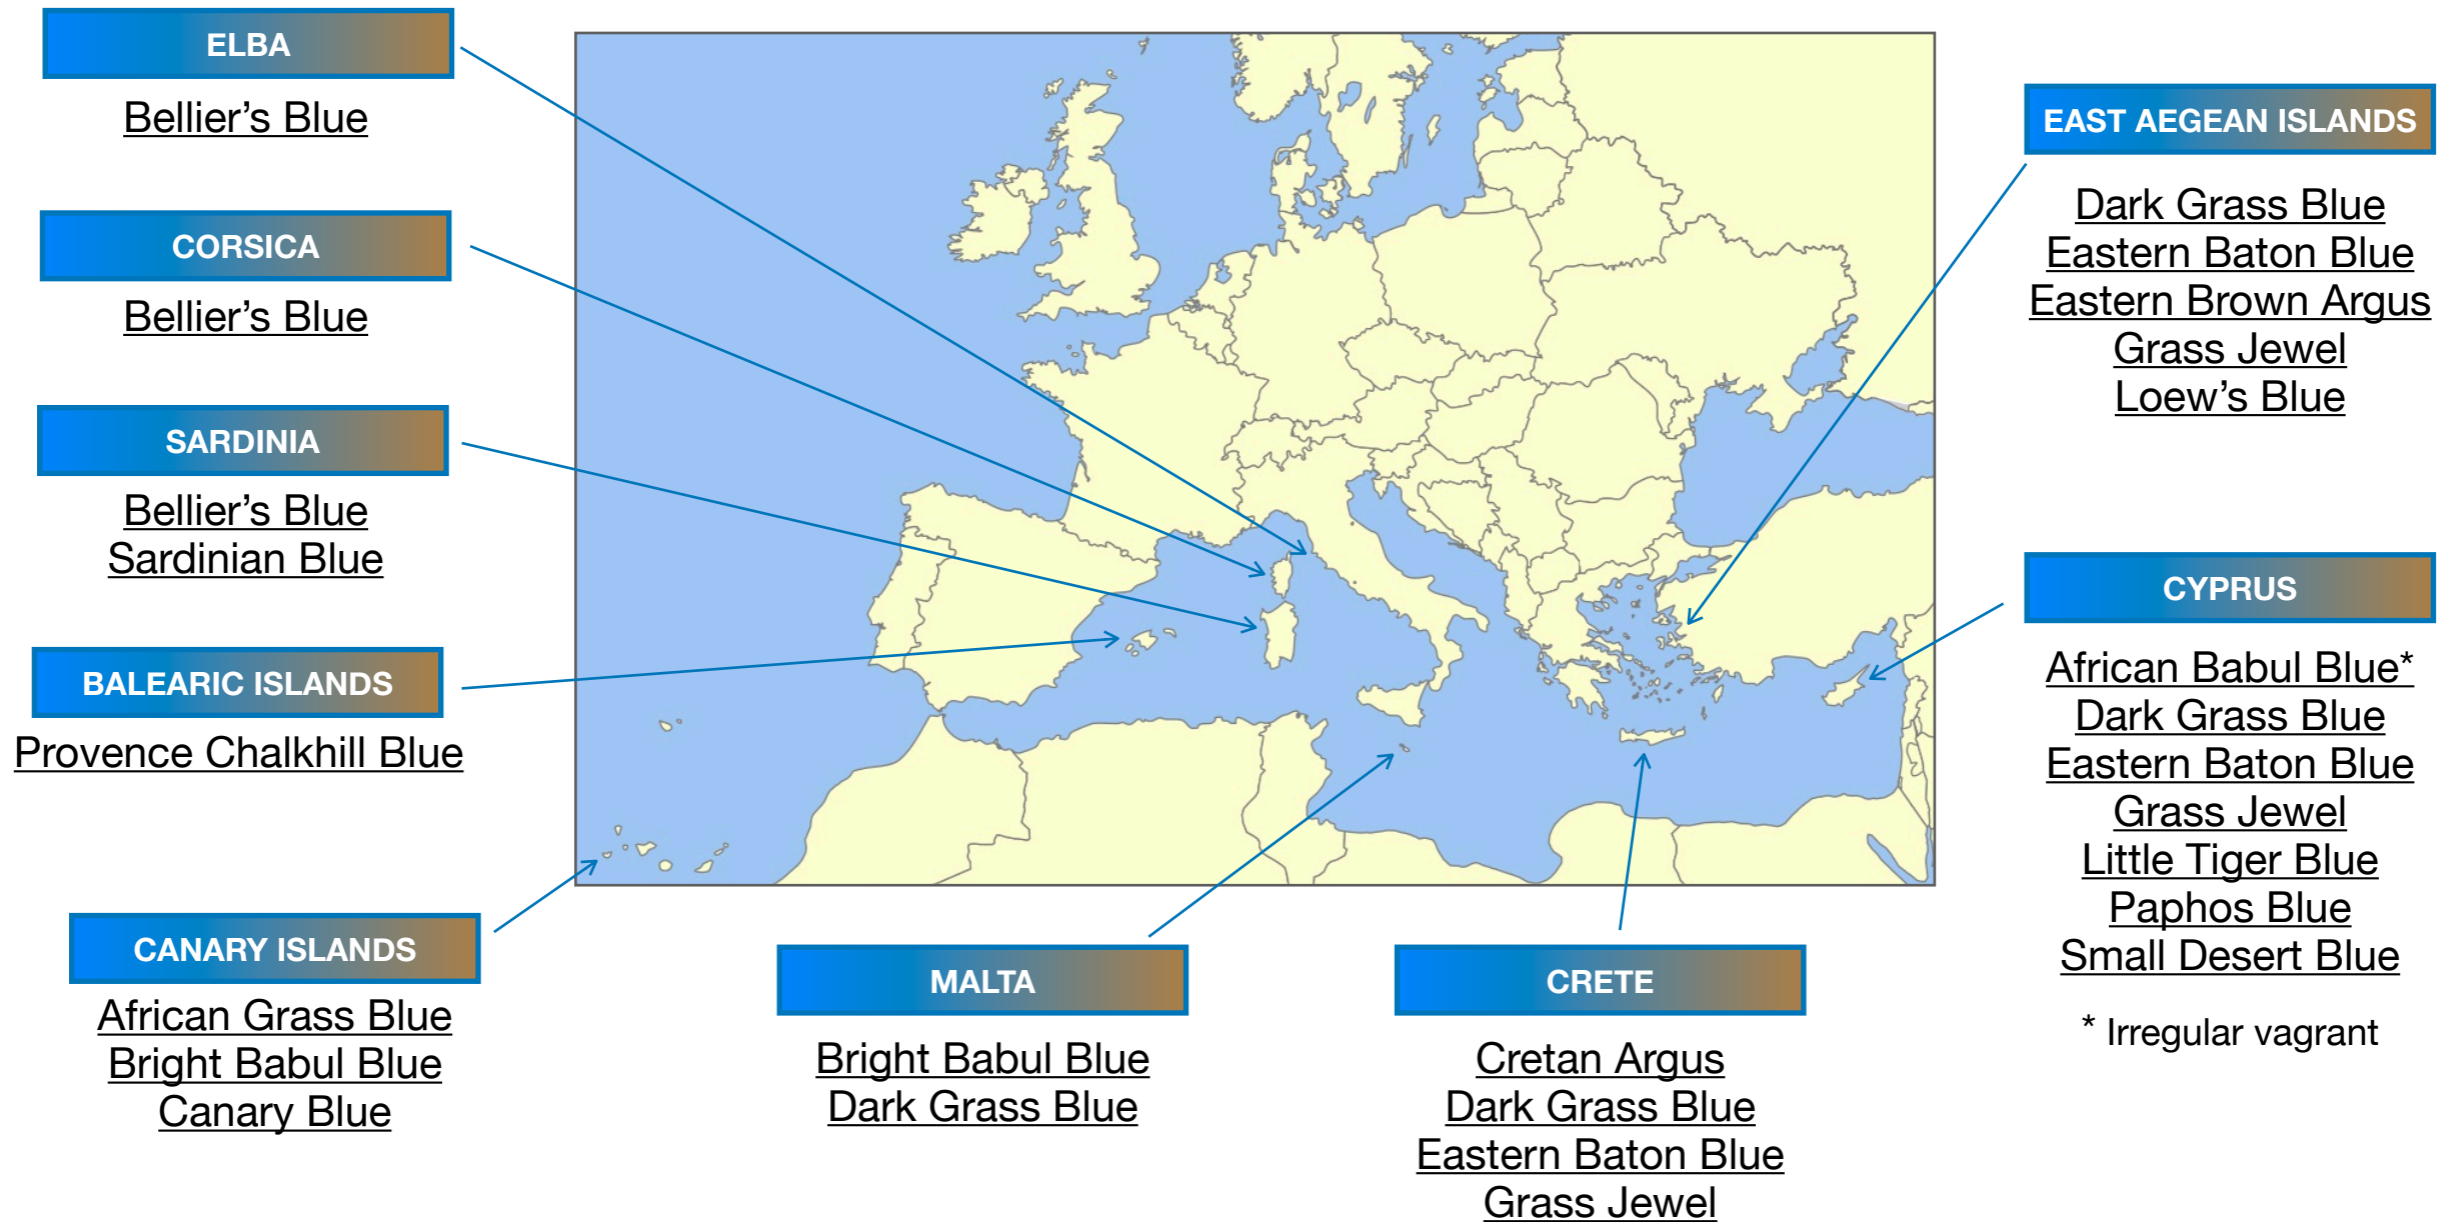 ELBA
Bellier’s Blue
CORSICA
Bellier’s Blue
SARDINIA
Bellier’s Blue
Sardinian Blue
BALEARIC ISLANDS
Provence Chalkhill Blue
CANARY ISLANDS
African Grass Blue
Bright Babul Blue
Canary Blue
MALTA
Bright Babul Blue
Dark Grass Blue
CRETE
Cretan Argus
Dark Grass Blue
Eastern Baton Blue
Grass Jewel
EAST AEGEAN ISLANDS
Dark Grass Blue
Eastern Baton Blue
Eastern Brown Argus
Grass Jewel
Loew’s Blue
CYPRUS
African Babul Blue*
Dark Grass Blue
Eastern Baton Blue
Grass Jewel
Little Tiger Blue
Paphos Blue
Small Desert Blue
* Irregular vagrant